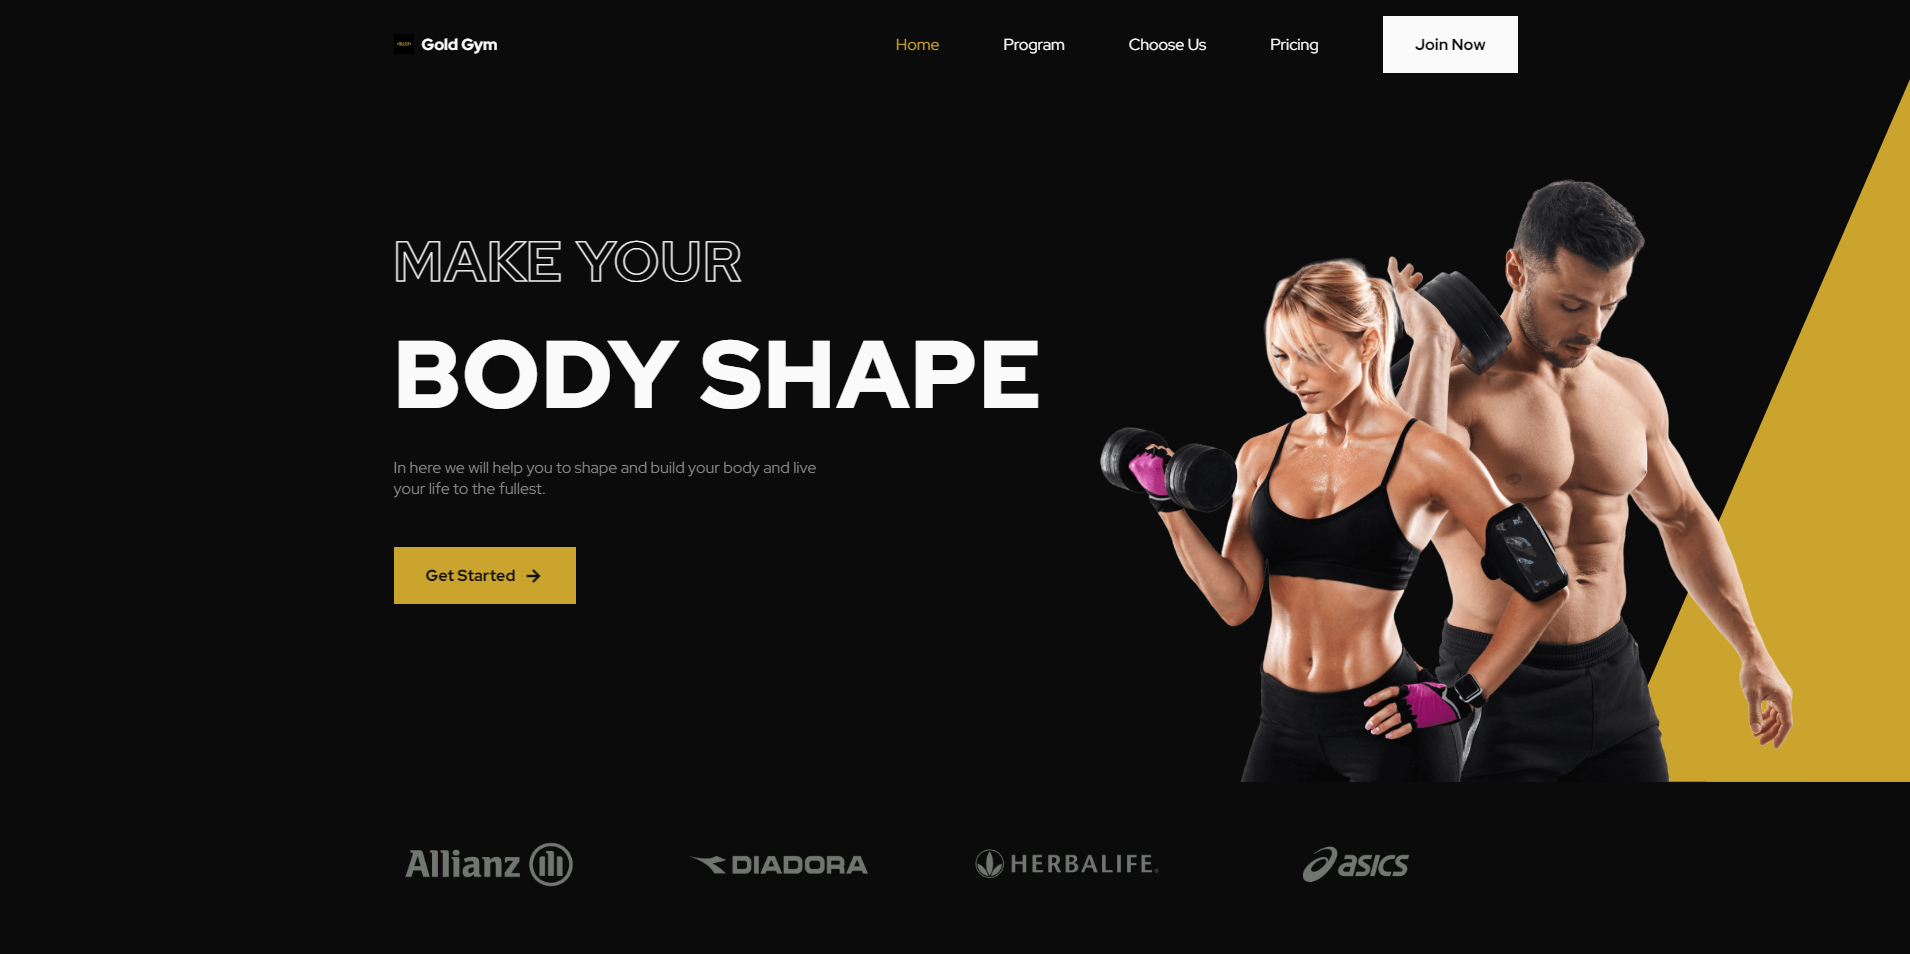 Gold Gym
Home
Program
Choose Us
Pricing
Join Now
MAKE YOUR
BODY SHAPE
In here we will help you to shape and build your body and live
your life to the fullest.
Get Started
Allianz
DIADORA
HERBALIFE
asics